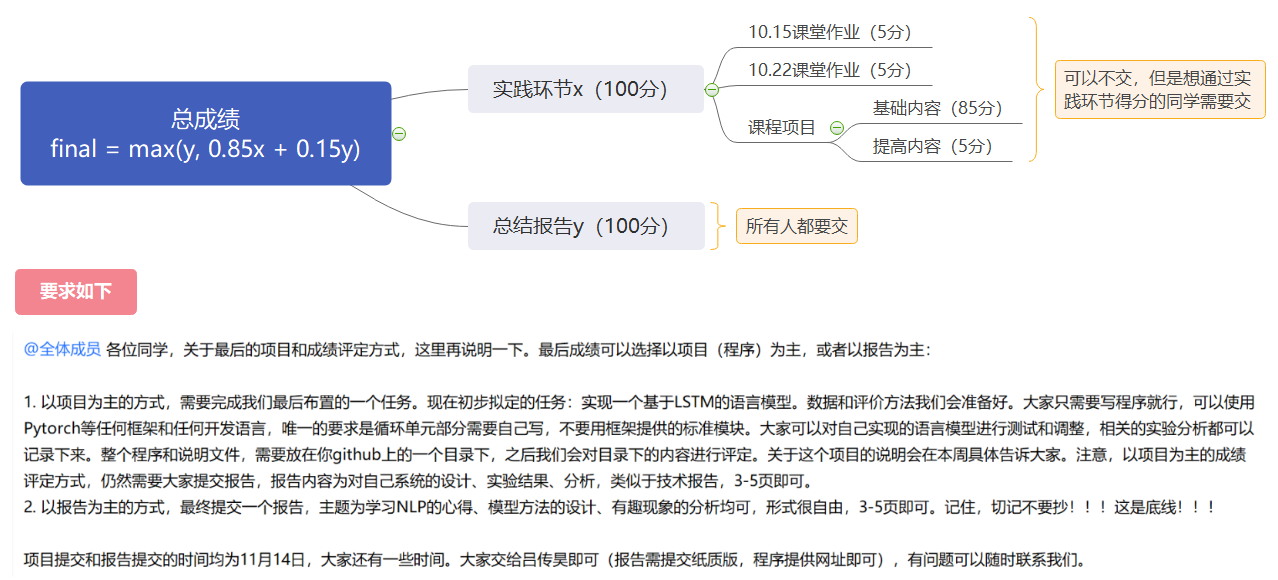 总成绩
final = max(y, 0.85x + 0.15y)
实践环节x（100分）
10.15课堂作业（5分）
10.22课堂作业（5分）
课程项目
基础内容（85分）
提高内容（5分）
可以不交，但是想通过实
践环节得分的同学需要交
总结报告y（100分）
所有人都要交
要求如下
@全体成员 各位同学，关于最后的项目和成绩评定方式，这里再说明一下。最后成绩可以选择以项目（程序）为主，或者以报告为主：
1. 以项目为主的方式，需要完成我们最后布置的一个任务。现在初步拟定的任务：实现一个基于LSTM的语言模型。数据和评价方法我们会准备好。大家只需要写程序就行，可以使用
Pytorch等任何框架和任何开发语言，唯一的要求是循环单元部分需要自己写，不要用框架提供的标准模块。大家可以对自己实现的语言模型进行测试和调整，相关的实验分析都可以
记录下来。整个程序和说明文件，需要放在你github上的一个目录下，之后我们会对目录下的内容进行评定。关于这个项目的说明会在本周具体告诉大家。注意，以项目为主的成绩
评定方式，仍然需要大家提交报告，报告内容为对自己系统的设计、实验结果、分析，类似于技术报告，3-5页即可。
2. 以报告为主的方式，最终提交一个报告，主题为学习NLP的心得、模型方法的设计、有趣现象的分析均可，形式很自由，3-5页即可。记住，切记不要抄！！！这是底线！！！
项目提交和报告提交的时间均为11月14日，大家还有一些时间。大家交给吕传昊即可（报告需提交纸质版，程序提供网址即可），有问题可以随时联系我们。